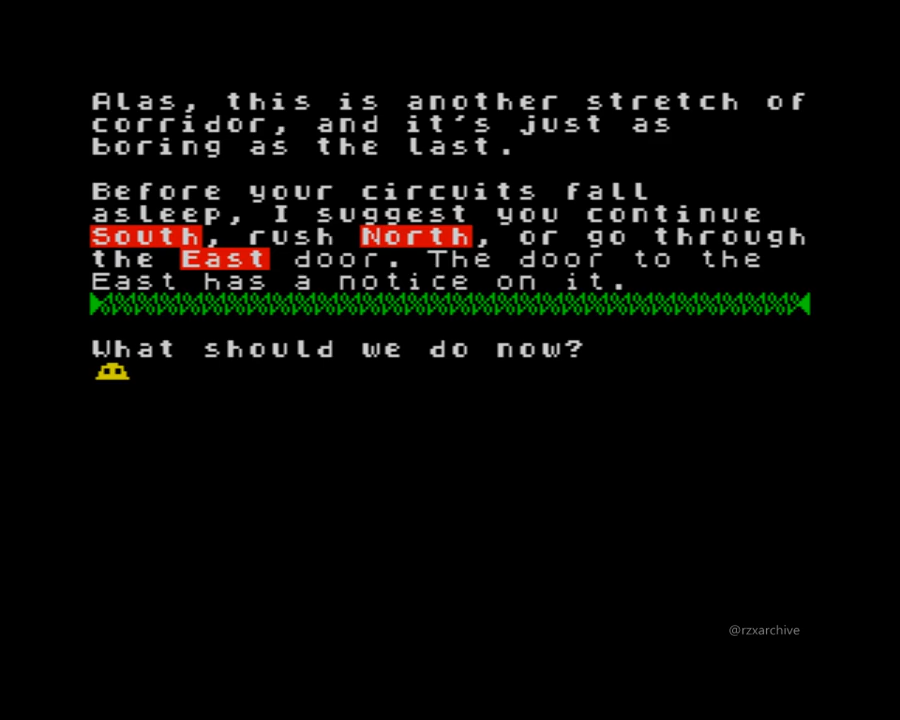 Alas, this is another stretch of
corridor, and it's just as
boring as the last.
Before your circuits fall
asleep, I suggest you continue
South, rush North, or go through
the East door. The door to the
East has a notice on it.
What should we do now?
@rzxarchive